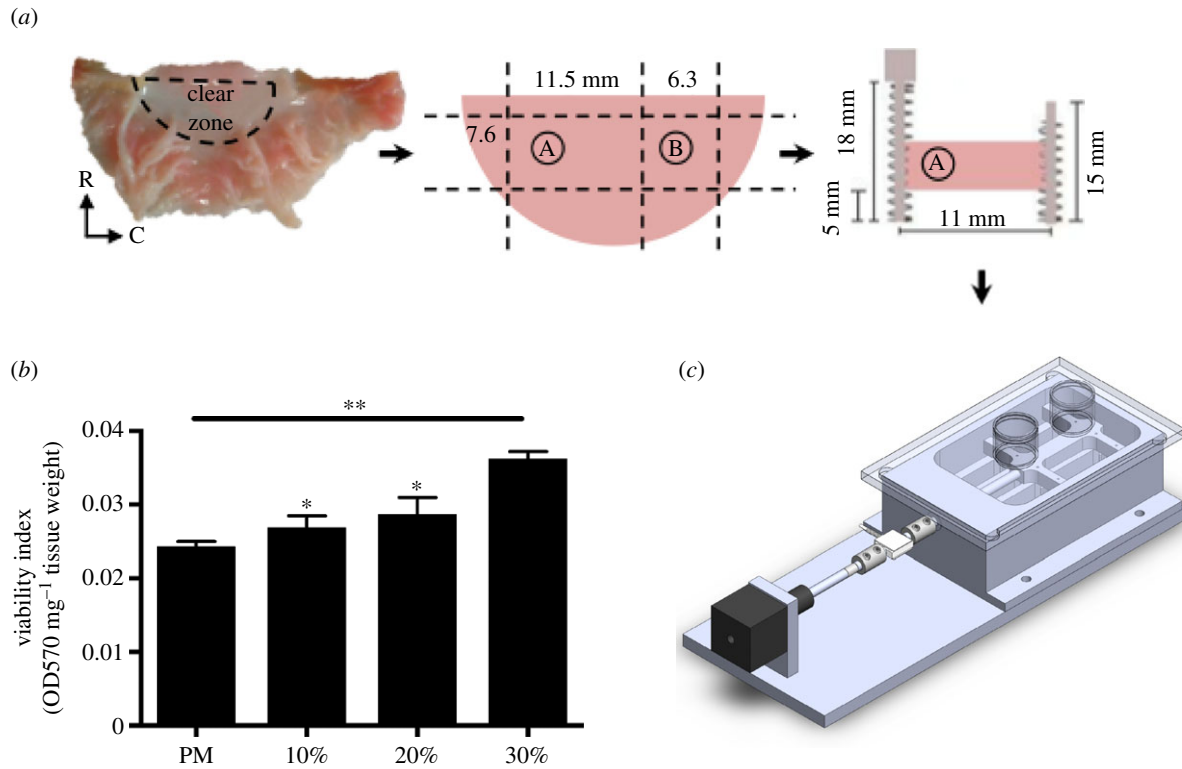 (a)
clear
zone
R
C
11.5 mm
6.3
7.6
A
B
18 mm
5 mm
A
11 mm
15 mm
(b)
viability index
(OD570 mg⁻¹ tissue weight)
0.04
0.03
0.02
0.01
0
**
*
*
PM
10%
20%
30%
(c)